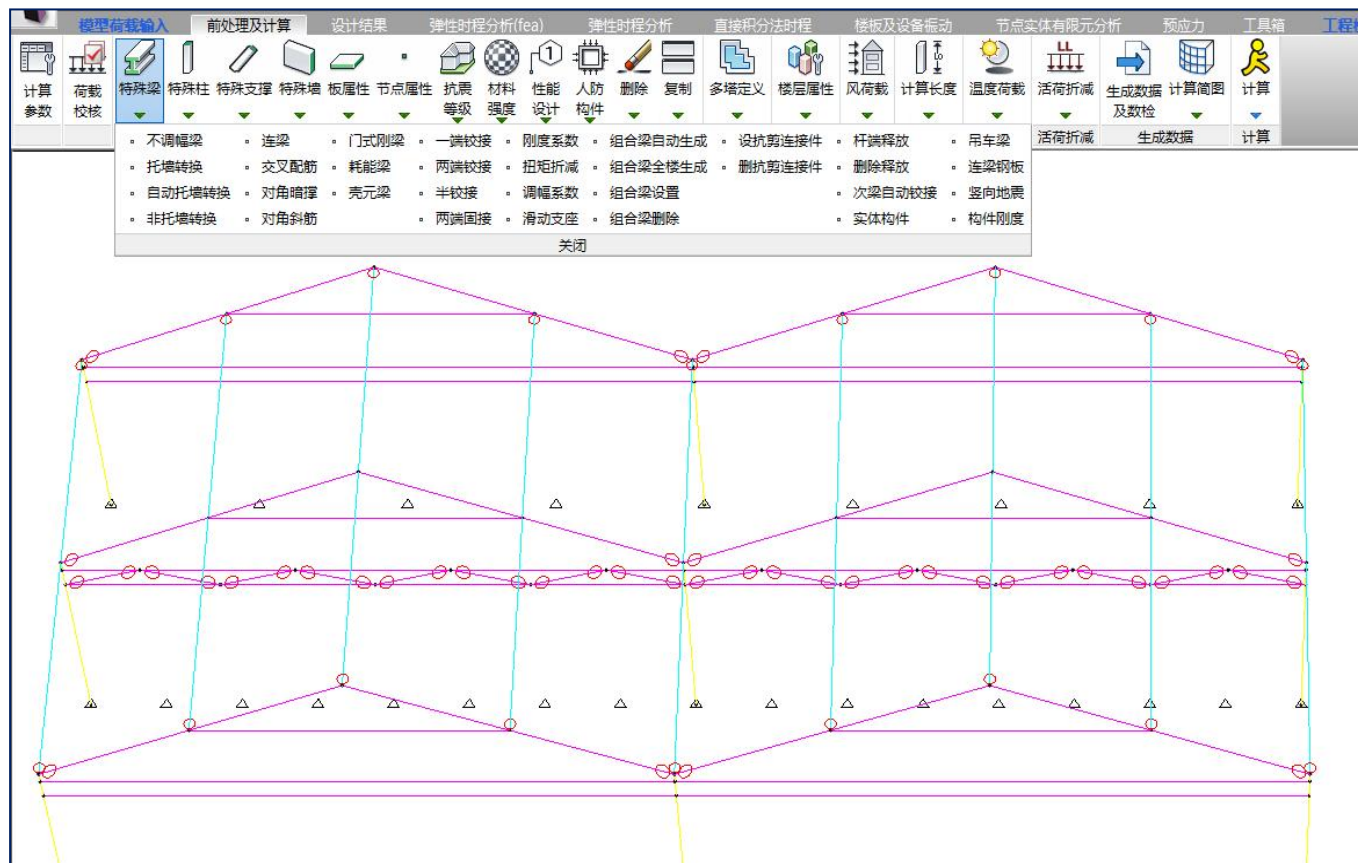 模型荷载输入 前处理及计算 设计结果 弹性时程分析(fea) 弹性时程分析 直接积分法时程 楼板及设备振动 节点实体有限元分析 预应力 工具箱
计算参数 荷载校核 特殊梁 特殊柱 特殊支撑 特殊墙 板属性 节点属性 抗震等级 材料强度 性能设计 人防构件 删除 复制 多塔定义 楼层属性 风荷载 计算长度 温度荷载 活荷折减 生成数据及数检 计算简图 计算
不调幅梁 连梁 门式刚梁 一端铰接 刚度系数 组合梁自动生成 设抗剪连接件 杆端释放 吊车梁 活荷折减 生成数据 计算
托墙转换 交叉配筋 耗能梁 两端铰接 扭矩折减 组合梁全楼生成 删抗剪连接件 删除释放 连梁钢板
自动托墙转换 对角暗撑 壳元梁 半铰接 调幅系数 组合梁设置 次梁自动铰接 竖向地震
非托墙转换 对角斜筋 两端固接 滑动支座 组合梁删除 实体构件 构件刚度
关闭